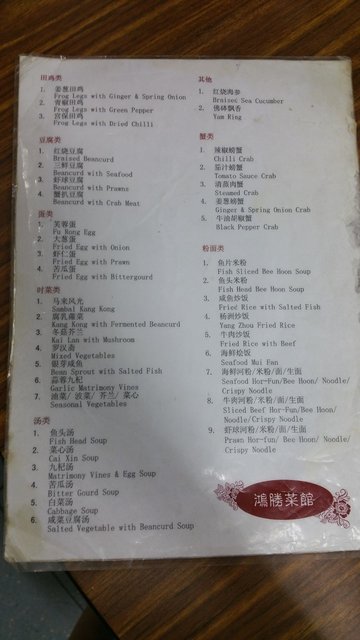 田鸡类
1. 姜葱田鸡
Frog Legs with Ginger & Spring Onion
2. 青椒田鸡
Frog Legs with Green Pepper
3. 宫保田鸡
Frog Legs with Dried Chilli
豆腐类
1. 红烧豆腐
Braised Beancurd
2. 三鲜豆腐
Beancurd with Seafood
3. 虾球豆腐
Beancurd with Prawns
4. 蟹扒豆腐
Beancurd with Crab Meat
蛋类
1. 芙蓉蛋
Fu Rong Egg
2. 大葱蛋
Fried Egg with Onion
3. 虾仁蛋
Fried Egg with Prawn
4. 苦瓜蛋
Fried Egg with Bittergourd
时菜类
1. 马来风光
Sambal Kang Kong
2. 腐乳蕹菜
Kang Kong with Fermented Beancurd
3. 冬菇芥兰
Kai Lan with Mushroom
4. 罗汉斋
Mixed Vegetables
5. 银芽咸鱼
Bean Sprout with Salted Fish
6. 蒜蓉九杞
Garlic Matrimony Vines
7. 油菜/ 菠菜/ 芥兰/ 菜心
Seasonal Vegetables
汤类
1. 鱼头汤
Fish Head Soup
2. 菜心汤
Cai Xin Soup
3. 九杞汤
Matrimony Vines & Egg Soup
4. 苦瓜汤
Bitter Gourd Soup
5. 白菜汤
Cabbage Soup
6. 咸菜豆腐汤
Salted Vegetable with Beancurd Soup
其他
1. 红烧海参
Braised Sea Cucumber
2. 佛砵飘香
Yam Ring
蟹类
1. 辣椒螃蟹
Chilli Crab
2. 茄汁螃蟹
Tomato Sauce Crab
3. 清蒸肉蟹
Steamed Crab
4. 姜葱螃蟹
Ginger & Spring Onion Crab
5. 牛油胡椒蟹
Black Pepper Crab
粉面类
1. 鱼片米粉
Fish Sliced Bee Hoon Soup
2. 鱼头米粉
Fish Head Bee Hoon Soup
3. 咸鱼炒饭
Fried Rice with Salted Fish
4. 杨洲炒饭
Yang Zhou Fried Rice
5. 牛肉炒饭
Fried Rice with Beef
6. 海鲜烩饭
Seafood Mui Fan
7. 海鲜河粉/米粉/面/生面
Seafood Hor-Fun/Bee Hoon/ Noodle/
Crispy Noodle
8. 牛肉河粉/米粉/面/生面
Sliced Beef Hor-Fun/Bee Hoon/
Noodle/Crispy Noodle
9. 虾球河粉/米粉/面/生面
Prawn Hor-fun/ Bee Hoon/ Noodle/
Crispy Noodle
鴻勝菜館